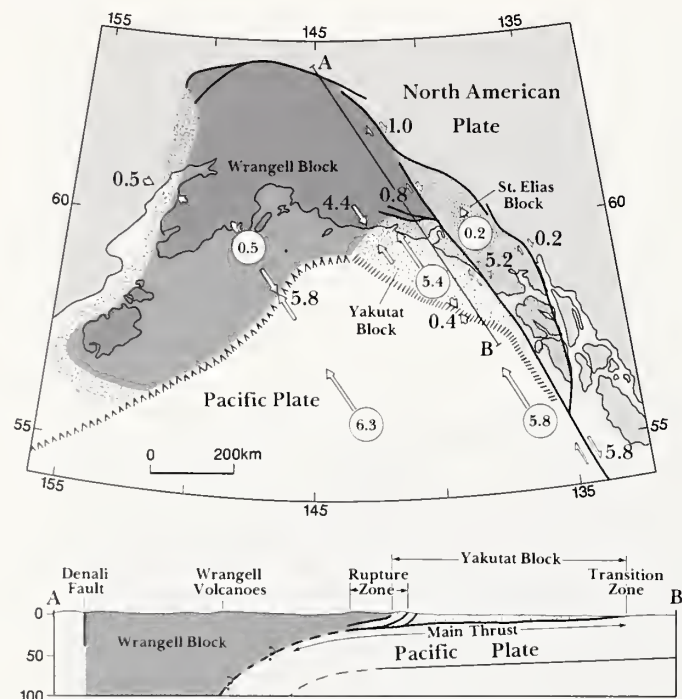 155
145
135
A
North American
Plate
1.0
Wrangell Block
0.5
60
0.8
St. Elias
Block
60
4.4
0.2
0.2
0.5
5.2
5.4
5.8
Yakutat
Block
0.4
B
Pacific Plate
6.3
5.8
55
55
0 200km
5.8
155
145
135
Yakutat Block
Denali
Fault
Wrangell
Volcanoes
Rupture
Zone
Transition
Zone
A
B
0
Wrangell Block
Main Thrust
50
Pacific Plate
100